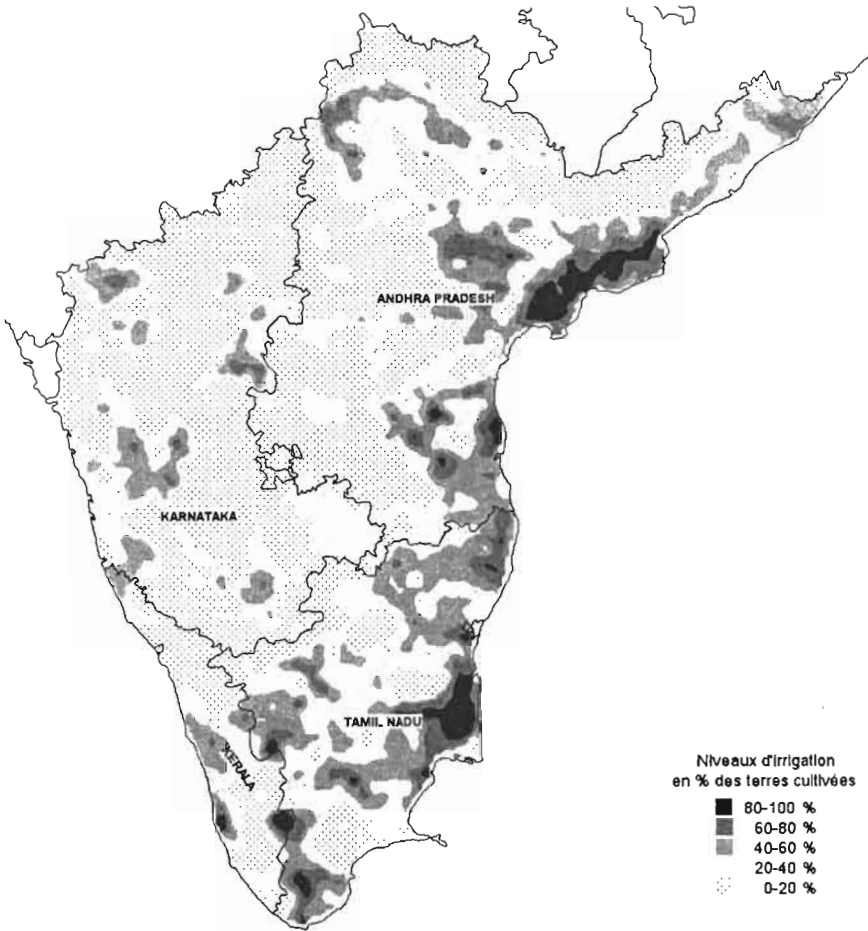 ANDHRA PRADESH
KARNATAKA
TAMIL NADU
KERALA
Niveaux d'irrigation
en % des terres cultivées
80-100 %
60-80 %
40-60 %
20-40 %
0-20 %